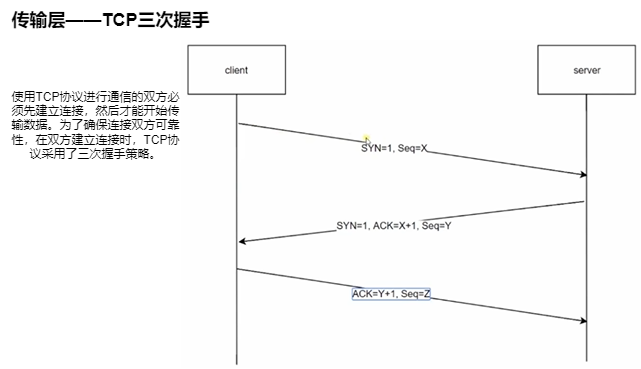 传输层——TCP三次握手
client
server
使用TCP协议进行通信的双方必
须先建立连接，然后才能开始传
输数据。为了确保连接双方可靠
性，在双方建立连接时，TCP协
议采用了三次握手策略。
SYN=1, Seq=X
SYN=1, ACK=X+1, Seq=Y
ACK=Y+1, Seq=Z